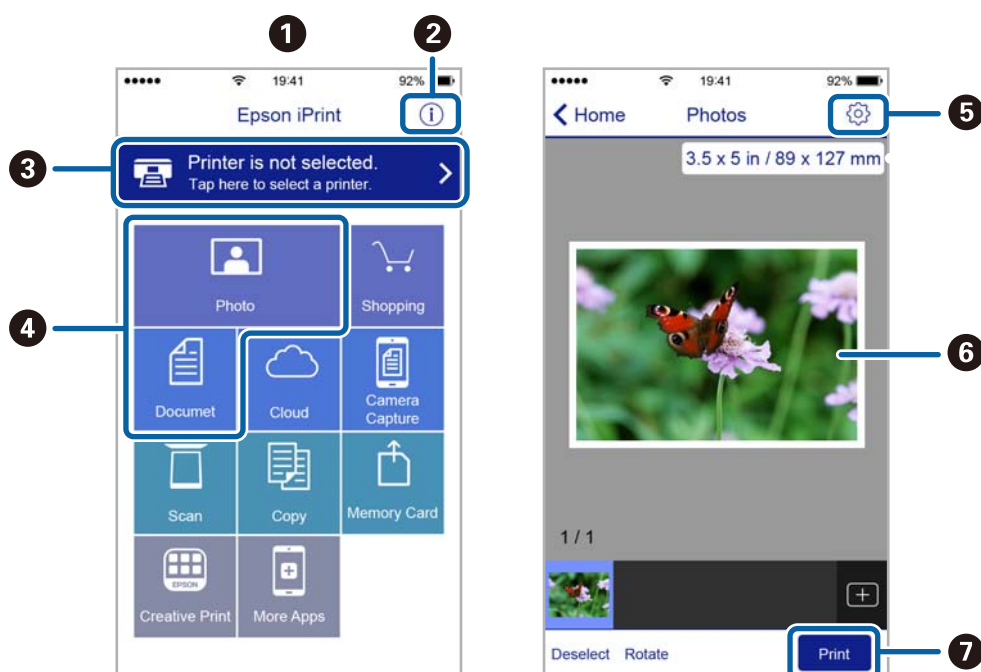 1
2
19:41
92%
Epson iPrint
3
Printer is not selected.
Tap here to select a printer.
4
Photo
Shopping
Documet
Cloud
Camera
Capture
Scan
Copy
Memory Card
EPSON
Creative Print
More Apps
19:41
92%
Home
Photos
5
3.5 x 5 in / 89 x 127 mm
6
1 / 1
Deselect
Rotate
Print
7